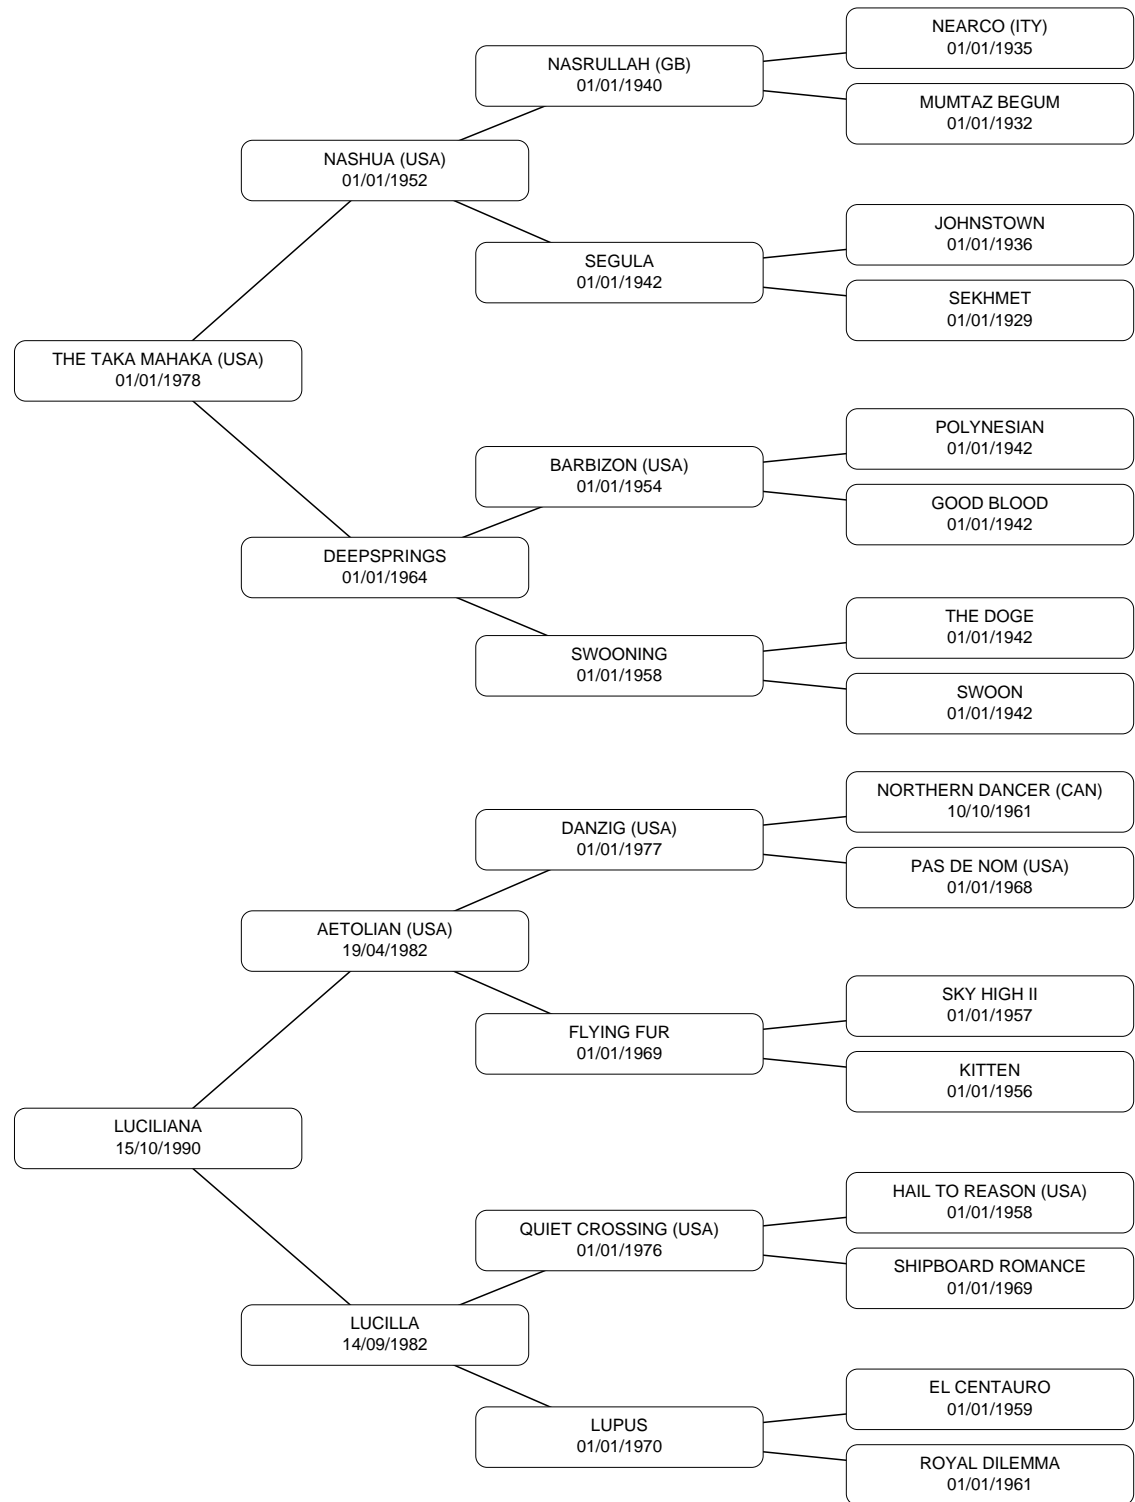 NEARCO (ITY)
01/01/1935
NASRULLAH (GB)
01/01/1940
MUMTAZ BEGUM
01/01/1932
NASHUA (USA)
01/01/1952
JOHNSTOWN
01/01/1936
SEGULA
01/01/1942
SEKHMET
01/01/1929
THE TAKA MAHAKA (USA)
01/01/1978
POLYNESIAN
01/01/1942
BARBIZON (USA)
01/01/1954
GOOD BLOOD
01/01/1942
DEEPSPRINGS
01/01/1964
THE DOGE
01/01/1942
SWOONING
01/01/1958
SWOON
01/01/1942
NORTHERN DANCER (CAN)
10/10/1961
DANZIG (USA)
01/01/1977
PAS DE NOM (USA)
01/01/1968
AETOLIAN (USA)
19/04/1982
SKY HIGH II
01/01/1957
FLYING FUR
01/01/1969
KITTEN
01/01/1956
LUCILIANA
15/10/1990
HAIL TO REASON (USA)
01/01/1958
QUIET CROSSING (USA)
01/01/1976
SHIPBOARD ROMANCE
01/01/1969
LUCILLA
14/09/1982
EL CENTAURO
01/01/1959
LUPUS
01/01/1970
ROYAL DILEMMA
01/01/1961